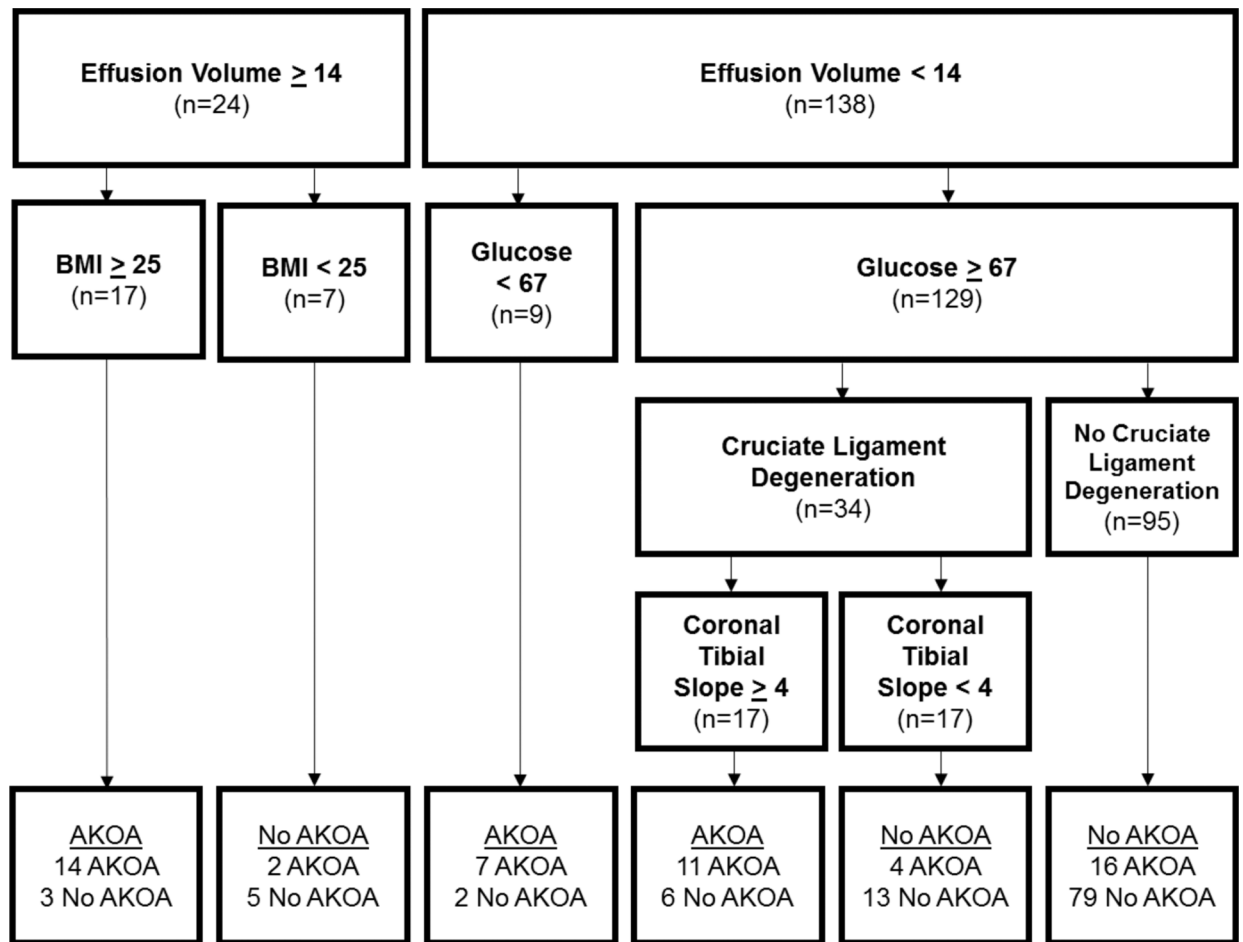 Effusion Volume ≥ 14
(n=24)
Effusion Volume < 14
(n=138)
BMI ≥ 25
(n=17)
BMI < 25
(n=7)
Glucose
< 67
(n=9)
Glucose ≥ 67
(n=129)
Cruciate Ligament
Degeneration
(n=34)
No Cruciate
Ligament
Degeneration
(n=95)
Coronal
Tibial
Slope ≥ 4
(n=17)
Coronal
Tibial
Slope < 4
(n=17)
AKOA
14 AKOA
3 No AKOA
No AKOA
2 AKOA
5 No AKOA
AKOA
7 AKOA
2 No AKOA
AKOA
11 AKOA
6 No AKOA
No AKOA
4 AKOA
13 No AKOA
No AKOA
16 AKOA
79 No AKOA